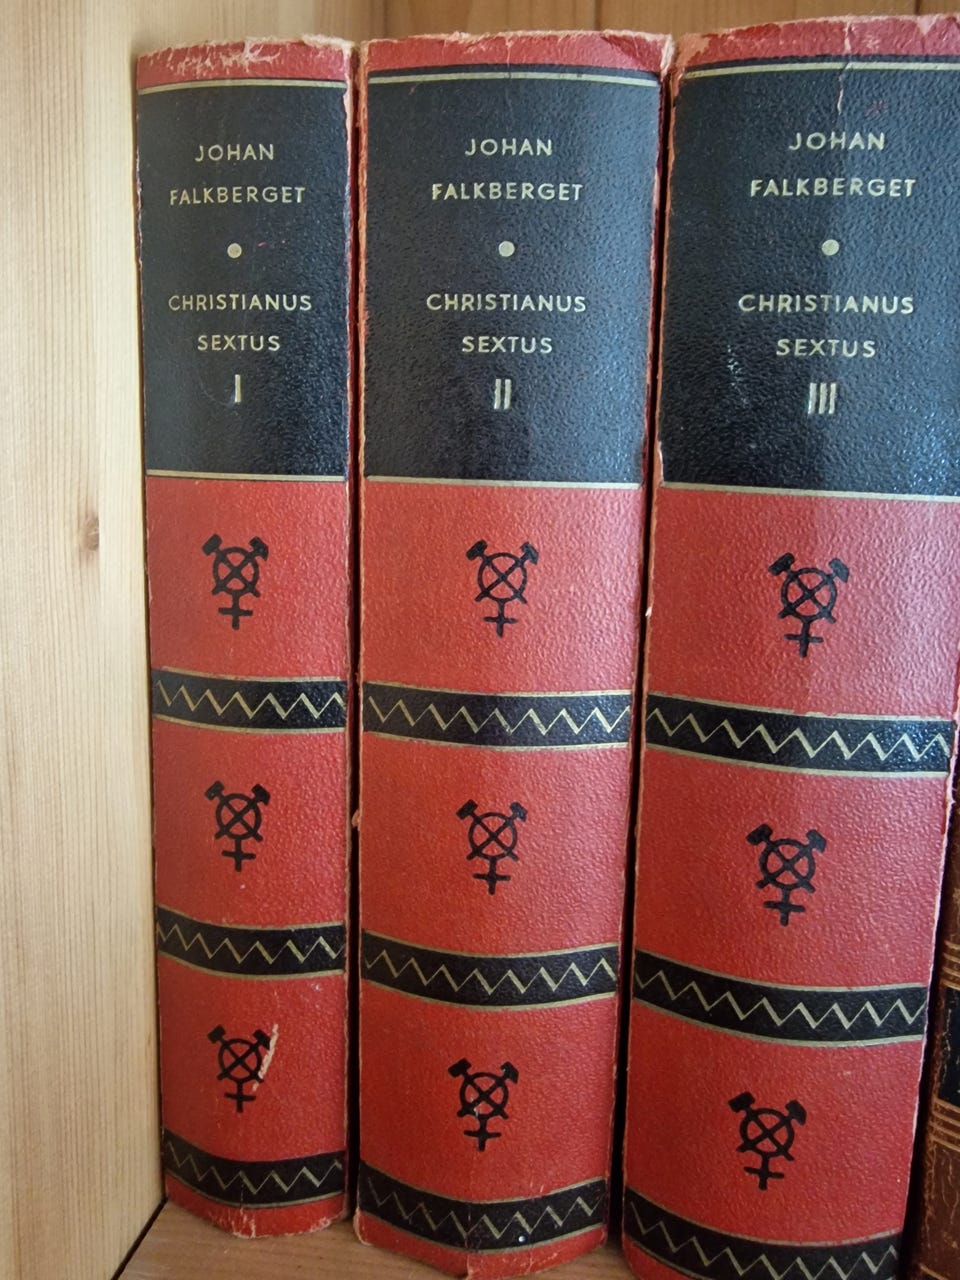 JOHAN
FALKBERGET
CHRISTIANUS
SEXTUS
I
JOHAN
FALKBERGET
CHRISTIANUS
SEXTUS
II
JOHAN
FALKBERGET
CHRISTIANUS
SEXTUS
III